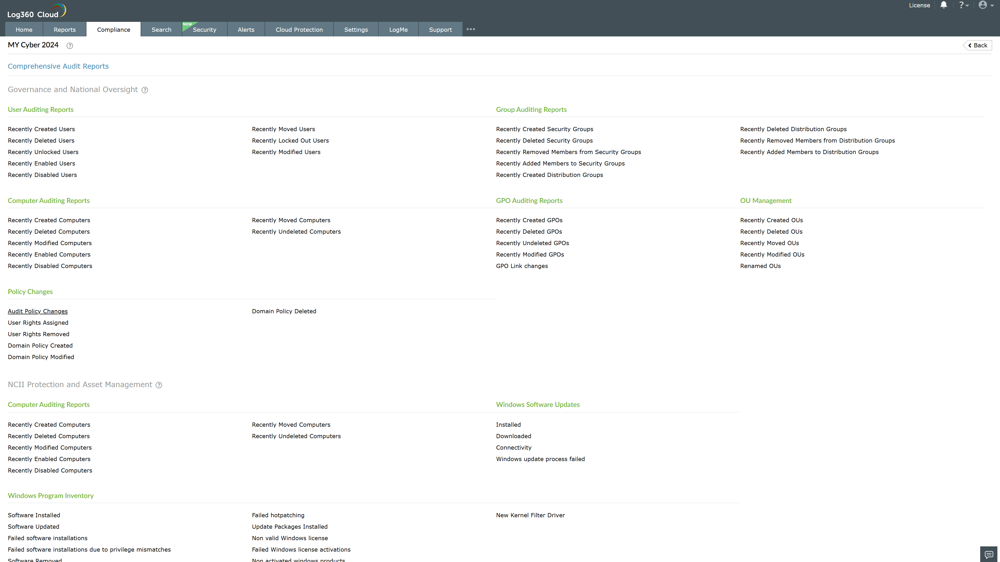 Log360 Cloud
License
?
Home
Reports
Compliance
Search
NEW
Security
Alerts
Cloud Protection
Settings
LogMe
Support
MY Cyber 2024 ?
Back
Comprehensive Audit Reports
Governance and National Oversight ?
User Auditing Reports
Recently Created Users
Recently Deleted Users
Recently Unlocked Users
Recently Enabled Users
Recently Disabled Users
Recently Moved Users
Recently Locked Out Users
Recently Modified Users
Group Auditing Reports
Recently Created Security Groups
Recently Deleted Security Groups
Recently Removed Members from Security Groups
Recently Added Members to Security Groups
Recently Created Distribution Groups
Recently Deleted Distribution Groups
Recently Removed Members from Distribution Groups
Recently Added Members to Distribution Groups
Computer Auditing Reports
Recently Created Computers
Recently Deleted Computers
Recently Modified Computers
Recently Enabled Computers
Recently Disabled Computers
Recently Moved Computers
Recently Undeleted Computers
GPO Auditing Reports
Recently Created GPOs
Recently Deleted GPOs
Recently Undeleted GPOs
Recently Modified GPOs
GPO Link changes
OU Management
Recently Created OUs
Recently Deleted OUs
Recently Moved OUs
Recently Modified OUs
Renamed OUs
Policy Changes
Audit Policy Changes
User Rights Assigned
User Rights Removed
Domain Policy Created
Domain Policy Modified
Domain Policy Deleted
NCII Protection and Asset Management ?
Computer Auditing Reports
Recently Created Computers
Recently Deleted Computers
Recently Modified Computers
Recently Enabled Computers
Recently Disabled Computers
Recently Moved Computers
Recently Undeleted Computers
Windows Software Updates
Installed
Downloaded
Connectivity
Windows update process failed
Windows Program Inventory
Software Installed
Software Updated
Failed software installations
Failed software installations due to privilege mismatches
Software Removed
Failed hotpatching
Update Packages Installed
Non valid Windows license
Failed Windows license activations
Non activated windows products
New Kernel Filter Driver